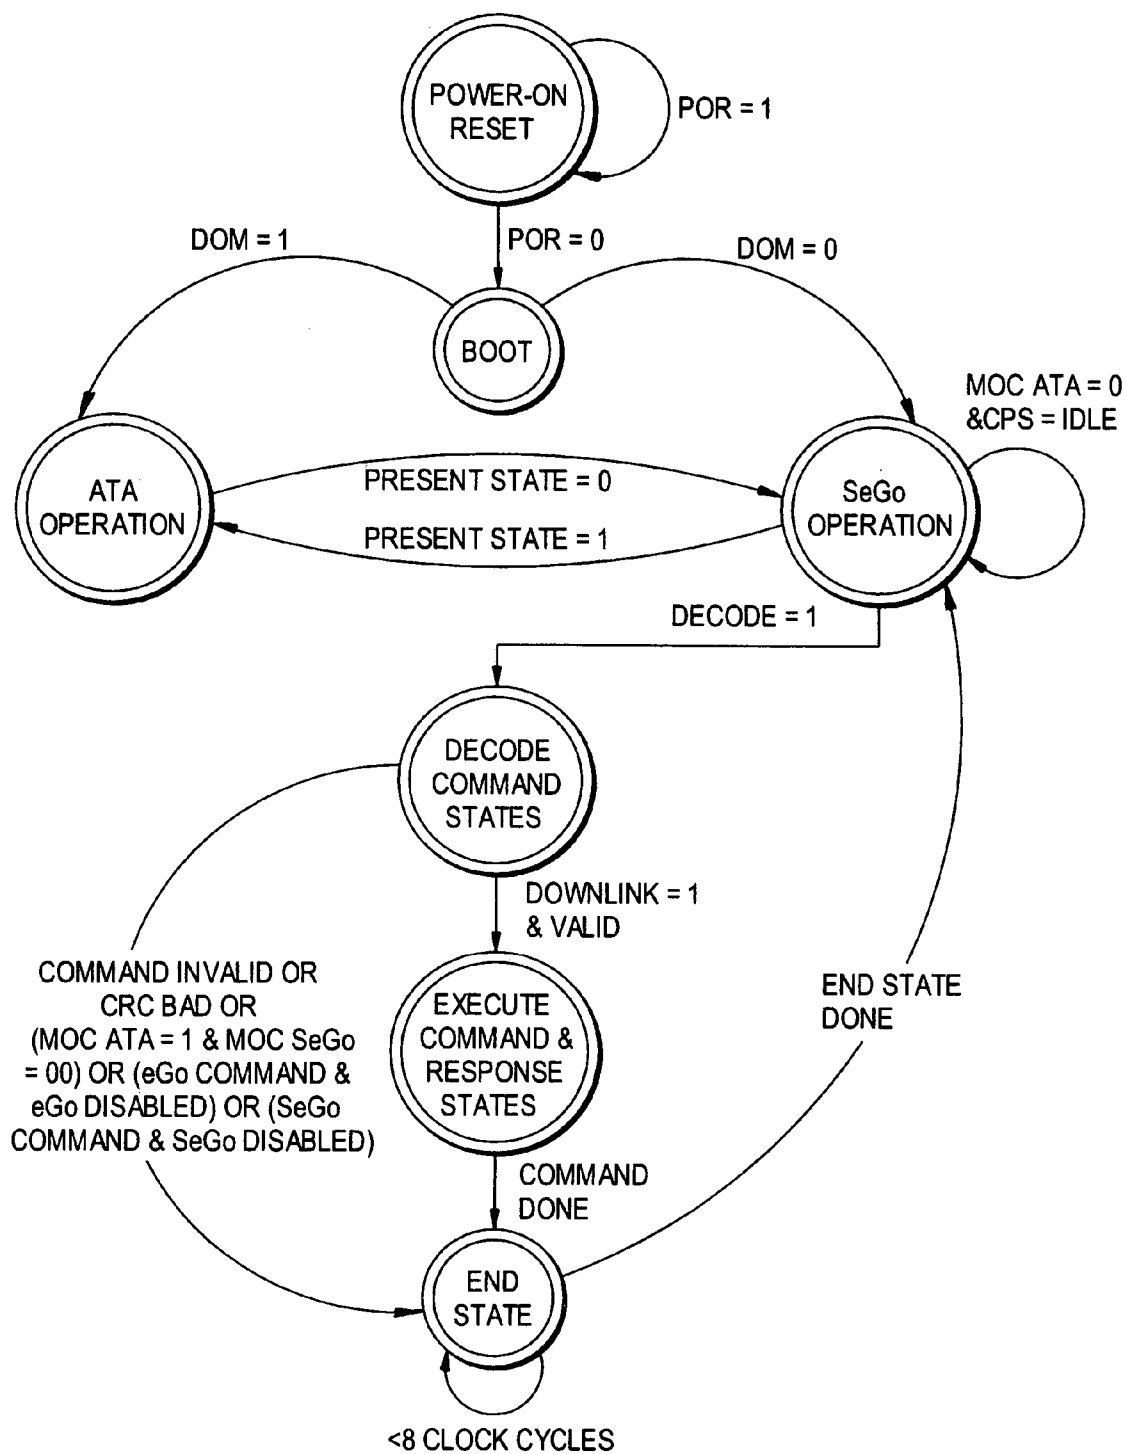 POWER-ON
RESET
POR = 1
DOM = 1
POR = 0
DOM = 0
BOOT
MOC ATA = 0
&CPS = IDLE
ATA
OPERATION
PRESENT STATE = 0
PRESENT STATE = 1
SeGo
OPERATION
DECODE = 1
DECODE
COMMAND
STATES
DOWNLINK = 1
& VALID
COMMAND INVALID OR
CRC BAD OR
(MOC ATA = 1 & MOC SeGo
= 00) OR (eGo COMMAND &
eGo DISABLED) OR (SeGo
COMMAND & SeGo DISABLED)
EXECUTE
COMMAND &
RESPONSE
STATES
END STATE
DONE
COMMAND
DONE
END
STATE
<8 CLOCK CYCLES